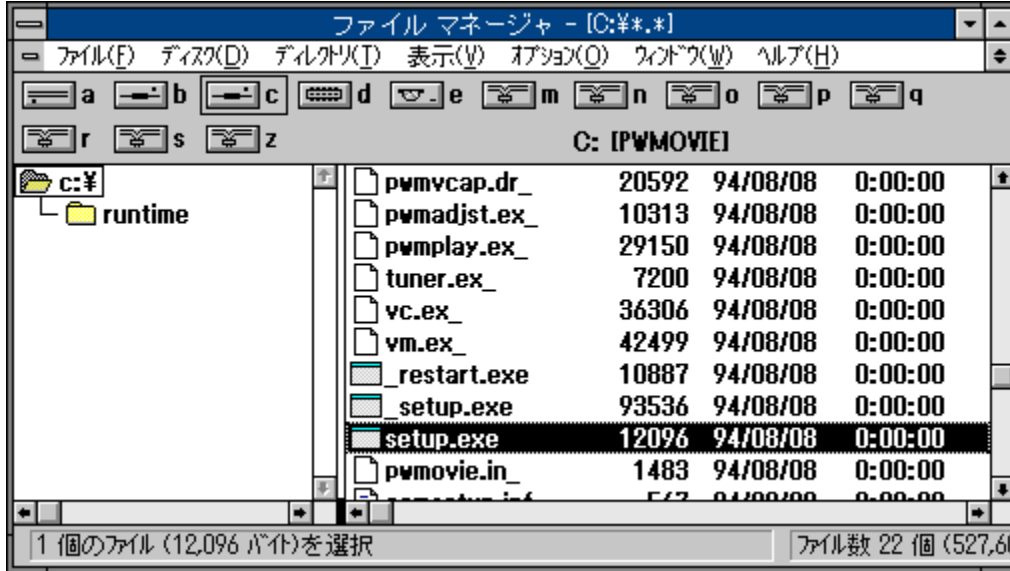 ファイル マネージャ - [C:¥*.*]
ﾌｧｲﾙ(F) ﾃﾞｨｽｸ(D) ﾃﾞｨﾚｸﾄﾘ(T) 表示(V) ｵﾌﾟｼｮﾝ(O) ｳｨﾝﾄﾞｳ(W) ﾍﾙﾌﾟ(H)
a b c d e m n o p q
r s z C: [PWMOVIE]
c:¥
runtime
pwmvcap.dr_ 20592 94/08/08 0:00:00
pwmadjst.ex_ 10313 94/08/08 0:00:00
pwmplay.ex_ 29150 94/08/08 0:00:00
tuner.ex_ 7200 94/08/08 0:00:00
vc.ex_ 36306 94/08/08 0:00:00
vm.ex_ 42499 94/08/08 0:00:00
_restart.exe 10887 94/08/08 0:00:00
_setup.exe 93536 94/08/08 0:00:00
setup.exe 12096 94/08/08 0:00:00
pwmovie.in_ 1483 94/08/08 0:00:00
1 個のﾌｧｲﾙ (12,096 ﾊﾞｲﾄ)を選択 ﾌｧｲﾙ数 22 個 (527,6